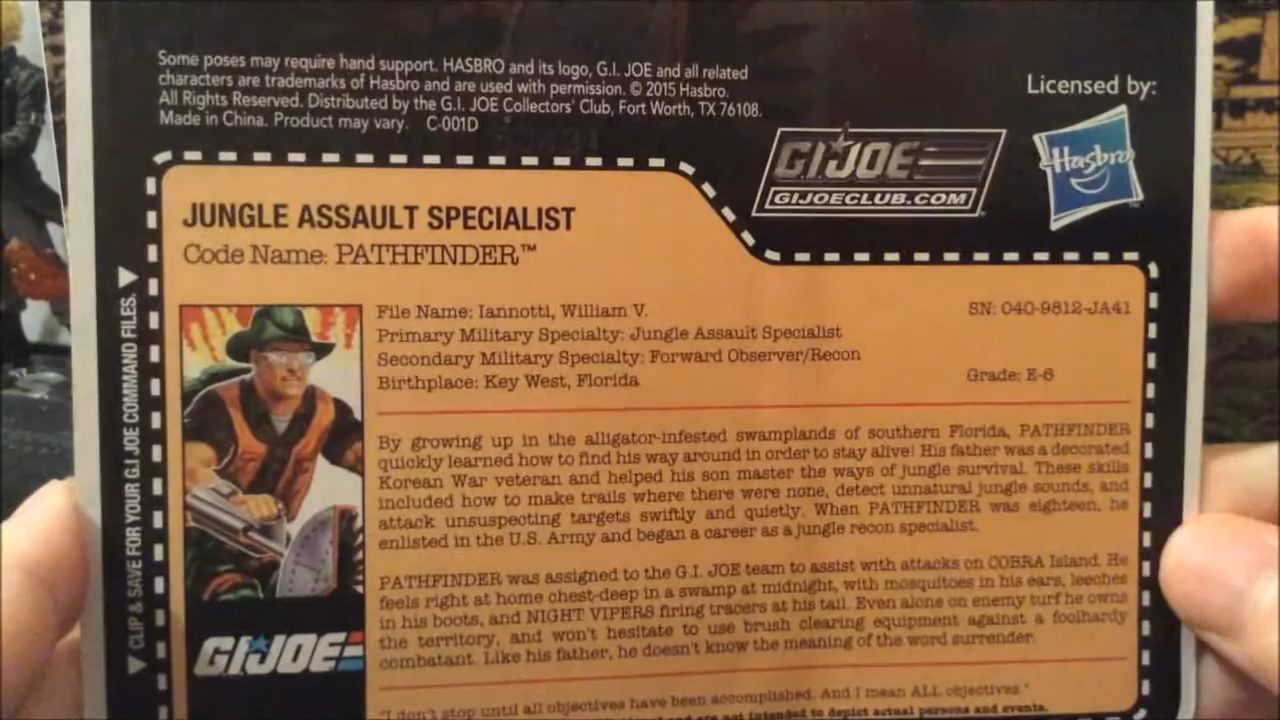 Some poses may require hand support. HASBRO and its logo, G.I. JOE and all related
characters are trademarks of Hasbro and are used with permission. © 2015 Hasbro.
All Rights Reserved. Distributed by the G.I. JOE Collectors' Club, Fort Worth, TX 76108.
Made in China. Product may vary. C-001D
Licensed by:
Hasbro
G.I. JOE
GIJOECLUB.COM
JUNGLE ASSAULT SPECIALIST
Code Name: PATHFINDER™
File Name: Iannotti, William V.
SN: 040-9812-JA41
Primary Military Specialty: Jungle Assault Specialist
Secondary Military Specialty: Forward Observer/Recon
Birthplace: Key West, Florida
Grade: E-6
By growing up in the alligator-infested swamplands of southern Florida, PATHFINDER
quickly learned how to find his way around in order to stay alive! His father was a decorated
Korean War veteran and helped his son master the ways of jungle survival. These skills
included how to make trails where there were none, detect unnatural jungle sounds, and
attack unsuspecting targets swiftly and quietly. When PATHFINDER was eighteen, he
enlisted in the U.S. Army and began a career as a jungle recon specialist.
PATHFINDER was assigned to the G.I. JOE team to assist with attacks on COBRA Island. He
feels right at home chest-deep in a swamp at midnight, with mosquitoes in his ears, leeches
in his boots, and NIGHT VIPERS firing tracers at his tail. Even alone on enemy turf he owns
the territory, and won't hesitate to use brush clearing equipment against a foolhardy
combatant. Like his father, he doesn't know the meaning of the word surrender.
"I don't stop until all objectives have been accomplished. And I mean ALL objectives."
and are not intended to depict actual persons and events.
G.I. JOE
▼ CLIP & SAVE FOR YOUR G.I. JOE COMMAND FILES. ▼